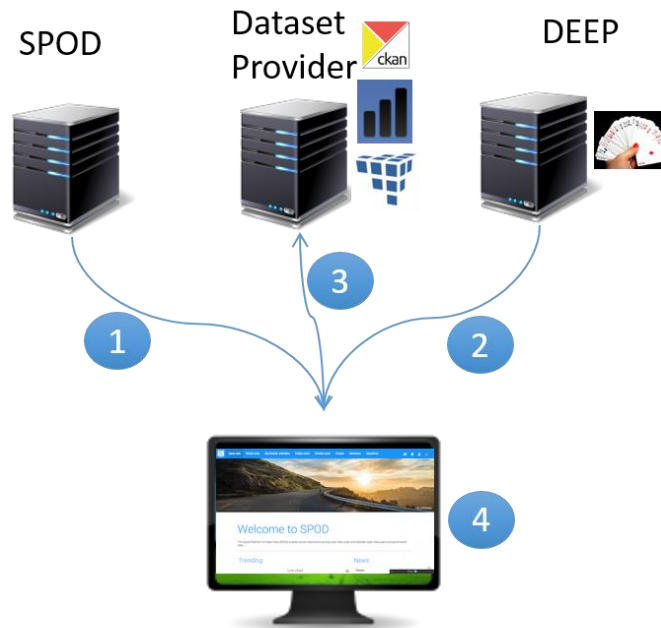 SPOD
Dataset
Provider
DEEP
ckan
1
3
2
4
Welcome to SPOD
Trending
News